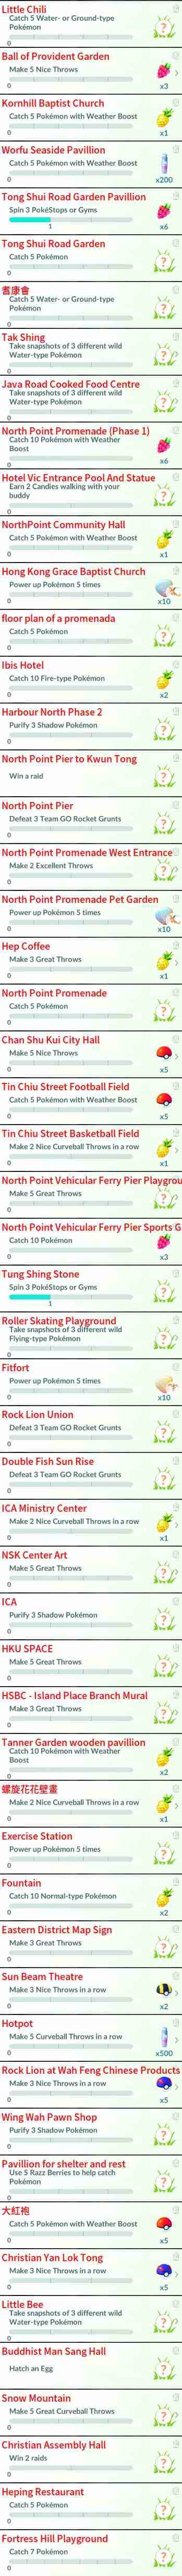 Little Chili
Catch 5 Water- or Ground-type
Pokémon
0
Ball of Provident Garden
Make 5 Nice Throws
0
x3
Kornhill Baptist Church
Catch 5 Pokémon with Weather Boost
0
x1
Worfu Seaside Pavillion
Catch 5 Pokémon with Weather Boost
0
x200
Tong Shui Road Garden Pavillion
Spin 3 PokéStops or Gyms
1
x6
Tong Shui Road Garden
Catch 5 Pokémon
0
耆康會
Catch 5 Water- or Ground-type
Pokémon
0
Tak Shing
Take snapshots of 3 different wild
Water-type Pokémon
0
Java Road Cooked Food Centre
Take snapshots of 3 different wild
Water-type Pokémon
0
North Point Promenade (Phase 1)
Catch 10 Pokémon with Weather
Boost
0
x6
Hotel Vic Entrance Pool And Statue
Earn 2 Candies walking with your
buddy
0
NorthPoint Community Hall
Catch 5 Pokémon with Weather Boost
0
x1
Hong Kong Grace Baptist Church
Power up Pokémon 5 times
0
x10
floor plan of a promenada
Catch 5 Pokémon
0
Ibis Hotel
Catch 10 Fire-type Pokémon
0
x2
Harbour North Phase 2
Purify 3 Shadow Pokémon
0
North Point Pier to Kwun Tong
Win a raid
North Point Pier
Defeat 3 Team GO Rocket Grunts
0
North Point Promenade West Entrance
Make 2 Excellent Throws
0
North Point Promenade Pet Garden
Power up Pokémon 5 times
0
x10
Hep Coffee
Make 3 Great Throws
0
x1
North Point Promenade
Catch 5 Pokémon
0
Chan Shu Kui City Hall
Make 5 Nice Throws
0
x5
Tin Chiu Street Football Field
Catch 5 Pokémon with Weather Boost
0
x5
Tin Chiu Street Basketball Field
Make 2 Nice Curveball Throws in a row
0
x1
North Point Vehicular Ferry Pier Playgrou
Make 5 Great Throws
0
North Point Vehicular Ferry Pier Sports G
Catch 10 Pokémon
0
x3
Tung Shing Stone
Spin 3 PokéStops or Gyms
1
Roller Skating Playground
Take snapshots of 3 different wild
Flying-type Pokémon
0
Fitfort
Power up Pokémon 5 times
0
x10
Rock Lion Union
Defeat 3 Team GO Rocket Grunts
0
Double Fish Sun Rise
Defeat 3 Team GO Rocket Grunts
0
ICA Ministry Center
Make 2 Nice Curveball Throws in a row
0
x1
NSK Center Art
Make 5 Great Throws
0
ICA
Purify 3 Shadow Pokémon
0
HKU SPACE
Make 5 Great Throws
0
HSBC - Island Place Branch Mural
Make 3 Great Throws
0
Tanner Garden wooden pavillion
Catch 10 Pokémon with Weather
Boost
0
x2
螺旋花花壁畫
Make 2 Nice Curveball Throws in a row
0
x1
Exercise Station
Power up Pokémon 5 times
0
Fountain
Catch 10 Normal-type Pokémon
0
x2
Eastern District Map Sign
Make 3 Great Throws
0
Sun Beam Theatre
Make 3 Nice Throws in a row
0
x2
Hotpot
Make 5 Curveball Throws in a row
0
x500
Rock Lion at Wah Feng Chinese Products
Make 3 Nice Throws in a row
0
x5
Wing Wah Pawn Shop
Purify 3 Shadow Pokémon
0
Pavillion for shelter and rest
Use 5 Razz Berries to help catch
Pokémon
0
大紅袍
Catch 5 Pokémon with Weather Boost
0
x5
Christian Yan Lok Tong
Make 3 Nice Throws in a row
0
x5
Little Bee
Take snapshots of 3 different wild
Water-type Pokémon
0
Buddhist Man Sang Hall
Hatch an Egg
Snow Mountain
Make 5 Great Curveball Throws
0
Christian Assembly Hall
Win 2 raids
0
Heping Restaurant
Catch 5 Pokémon
0
Fortress Hill Playground
Catch 7 Pokémon
0